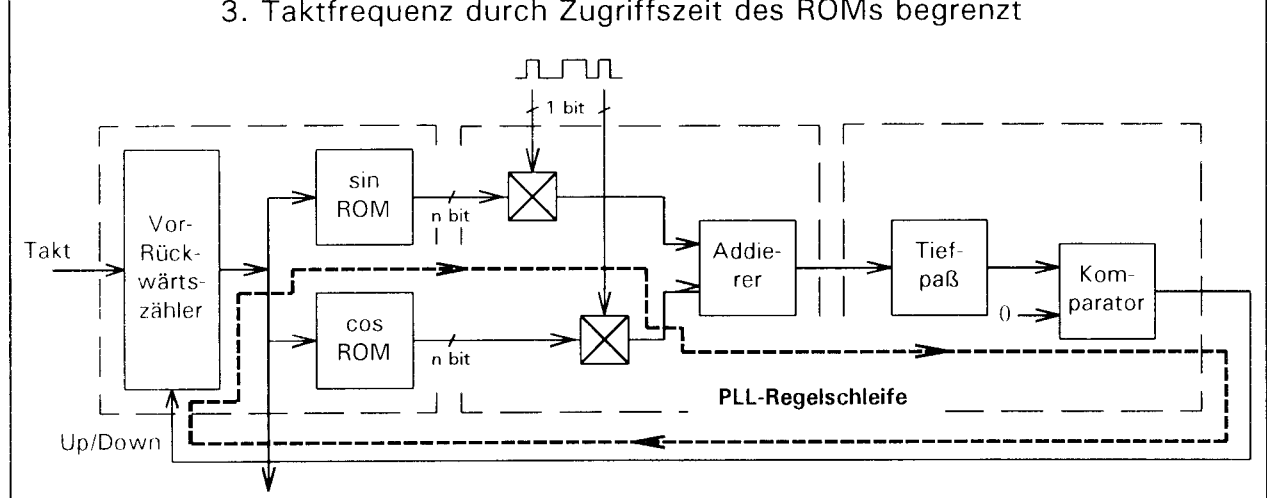 3. Taktfrequenz durch Zugriffszeit des ROMs begrenzt
1 bit
sin
ROM
n bit
Vor-
Rück-
wärts-
zähler
Takt
Addie-
rer
Tief-
paß
Kom-
parator
0
cos
ROM
n bit
PLL-Regelschleife
Up/Down